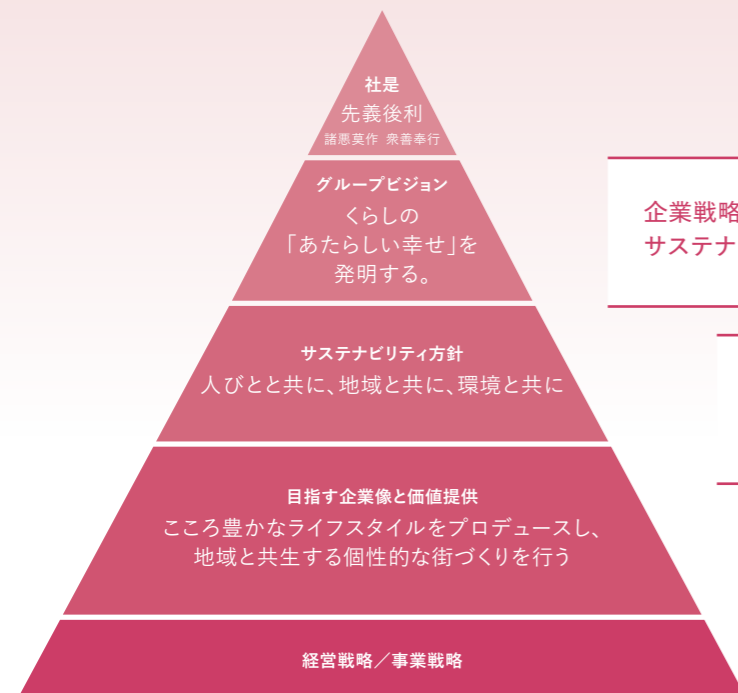 社是
先義後利
諸悪莫作 衆善奉行
グループビジョン
くらしの
「あたらしい幸せ」を
発明する。
企業戦略
サステナ
サステナビリティ方針
人びとと共に、地域と共に、環境と共に
目指す企業像と価値提供
こころ豊かなライフスタイルをプロデュースし、
地域と共生する個性的な街づくりを行う
経営戦略／事業戦略